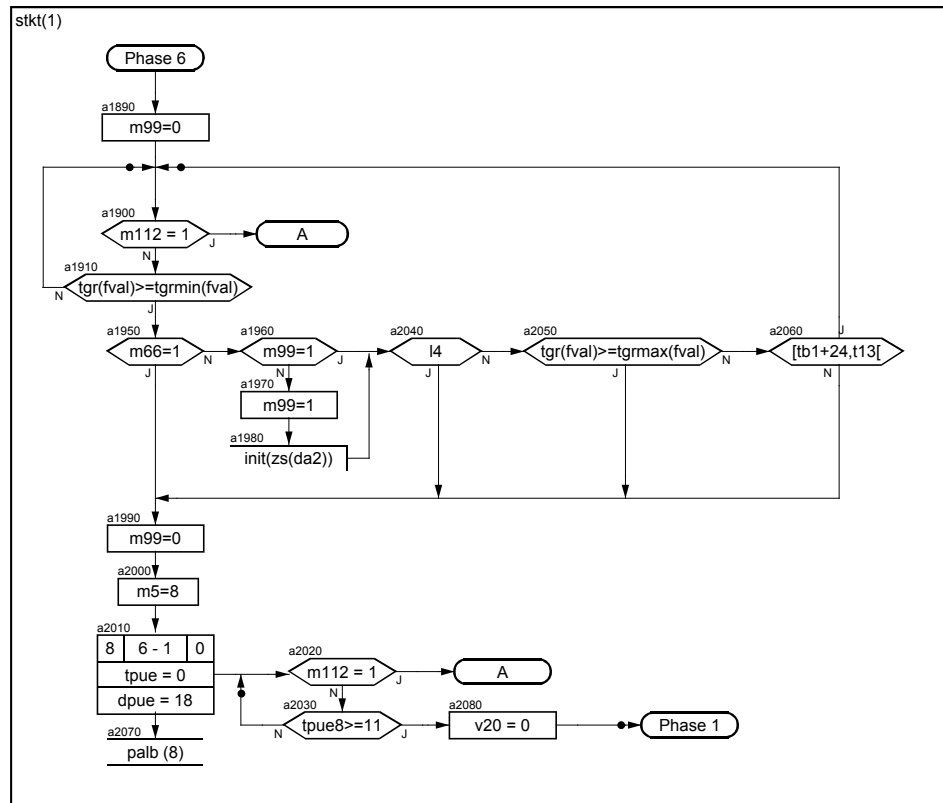 stkt(1)
Phase 6
a1890
m99=0
a1900
m112 = 1
J
A
N
a1910
tgr(fval)>=tgrmin(fval)
N
J
a1950
m66=1
N
J
a1960
m99=1
J
N
a1970
m99=1
a1980
init(zs(da2))
a2040
l4
N
J
a2050
tgr(fval)>=tgrmax(fval)
N
J
a2060
J
[tb1+24,t13[
N
a1990
m99=0
a2000
m5=8
a2010
8 6 - 1 0
tpue = 0
dpue = 18
a2070
palb (8)
a2020
m112 = 1
J
A
N
a2030
tpue8>=11
N
J
a2080
v20 = 0
Phase 1